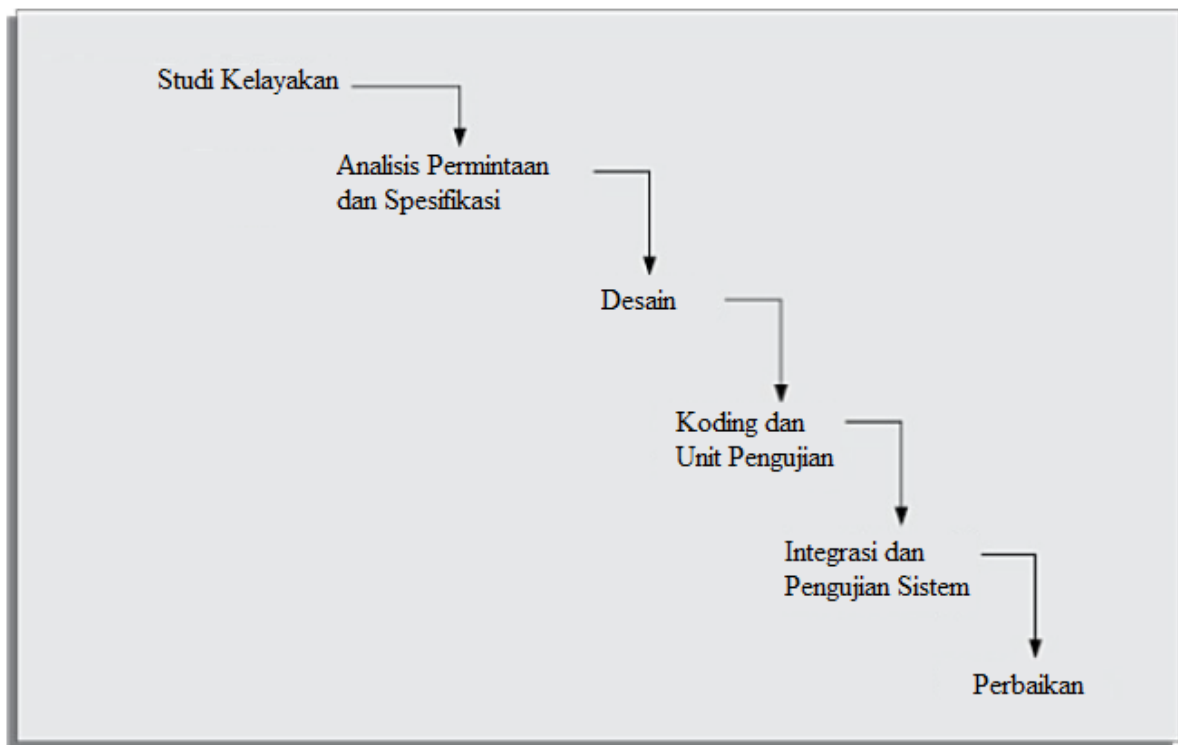 Studi Kelayakan
Analisis Permintaan
dan Spesifikasi
Desain
Koding dan
Unit Pengujian
Integrasi dan
Pengujian Sistem
Perbaikan